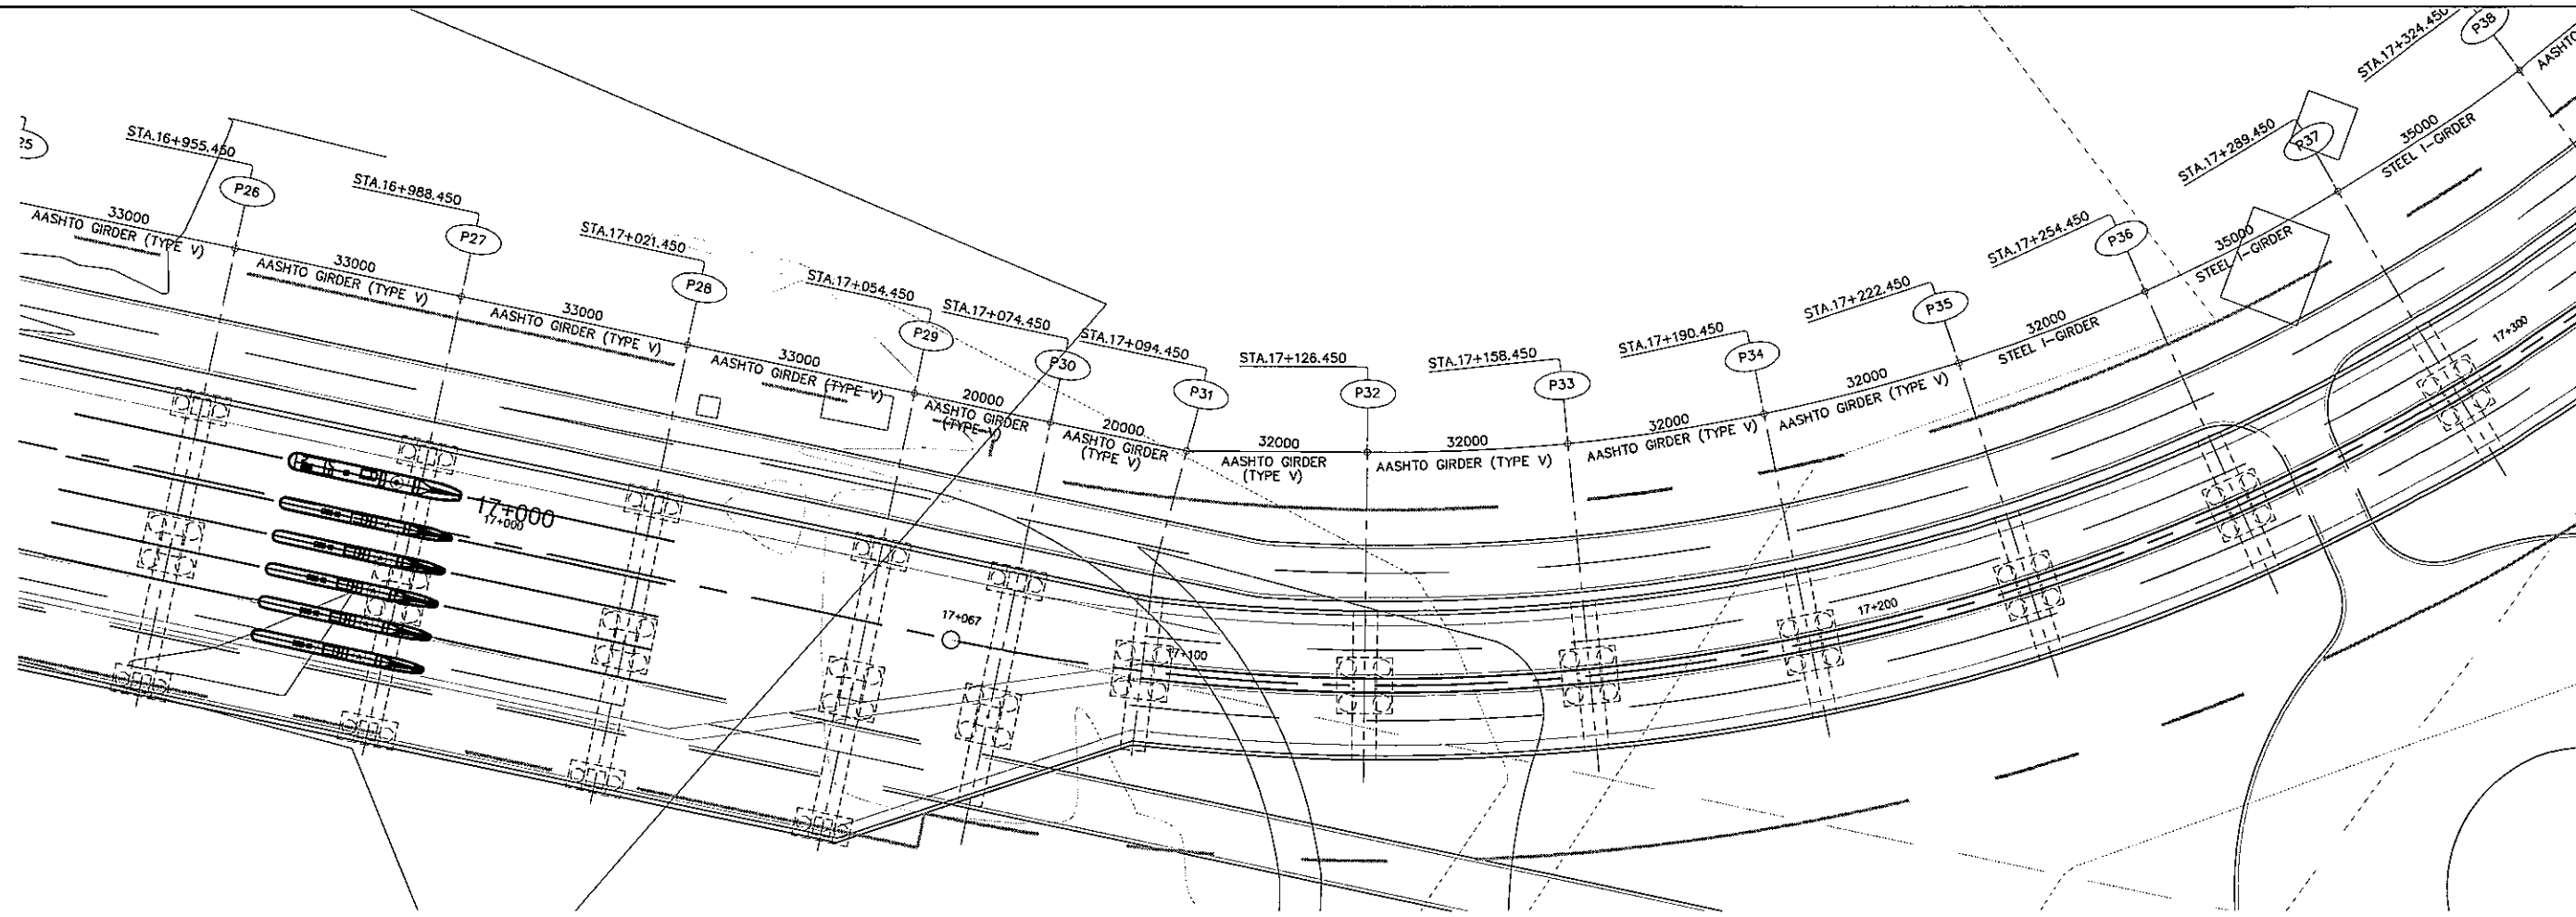 25
STA.16+955.450
P26
33000
AASHTO GIRDER (TYPE V)
STA.16+988.450
P27
33000
AASHTO GIRDER (TYPE V)
STA.17+021.450
P28
33000
AASHTO GIRDER (TYPE V)
STA.17+054.450
P29
33000
AASHTO GIRDER (TYPE V)
STA.17+074.450
P30
20000
AASHTO GIRDER
(TYPE V)
STA.17+094.450
P31
20000
AASHTO GIRDER
(TYPE V)
STA.17+126.450
P32
32000
AASHTO GIRDER
(TYPE V)
STA.17+158.450
P33
32000
AASHTO GIRDER (TYPE V)
STA.17+190.450
P34
32000
AASHTO GIRDER (TYPE V)
STA.17+222.450
P35
32000
AASHTO GIRDER (TYPE V)
STA.17+254.450
P36
32000
STEEL I-GIRDER
STA.17+289.450
P37
35000
STEEL I-GIRDER
STA.17+324.450
P38
35000
STEEL I-GIRDER
AASHTO
17+000
17+000
17+067
17+100
17+200
17+300